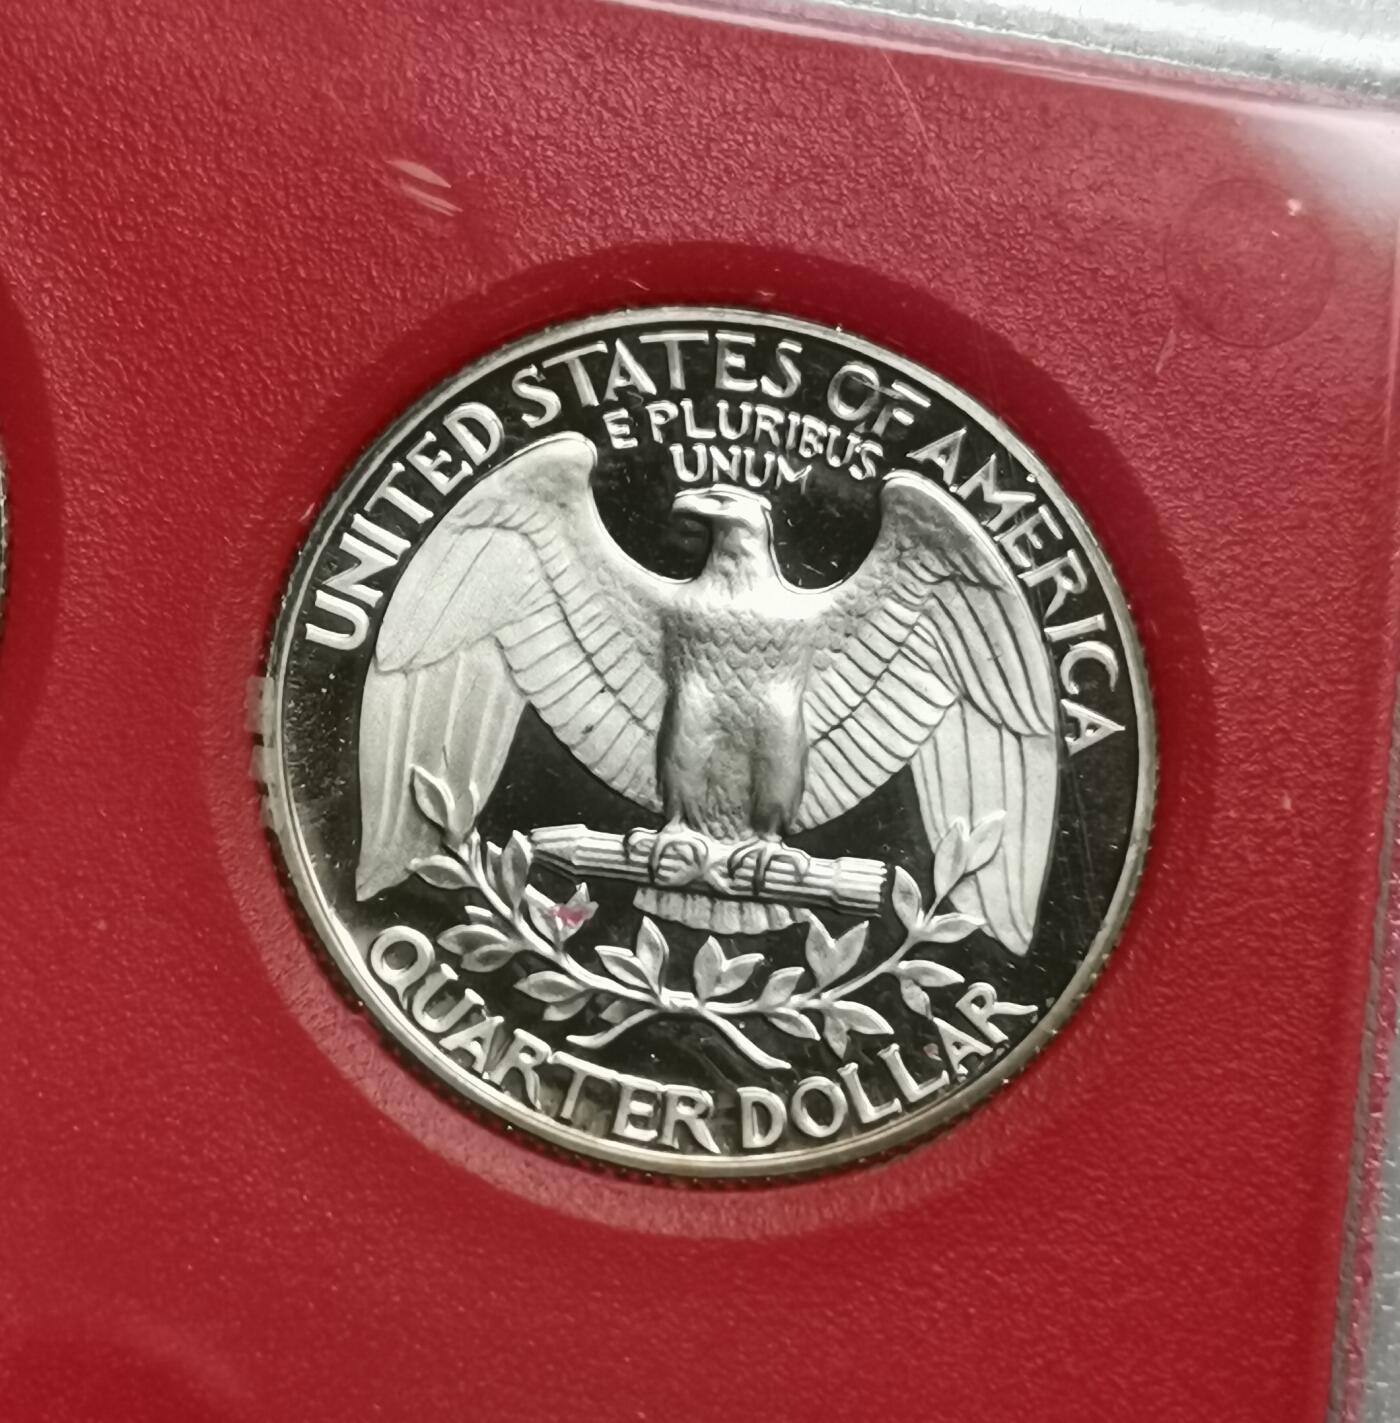 UNITED STATES OF AMERICA
E PLURIBUS
UNUM
QUARTER DOLLAR